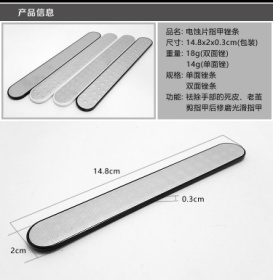 产品信息
品名: 电蚀片指甲锉条
尺寸: 14.8x2x0.3cm(包装)
重量: 18g(双面锉)
14g(单面锉)
规格: 单面锉条
双面锉条
功能: 祛除手部的死皮、老茧
剪指甲后修磨光滑指甲
14.8cm
0.3cm
2cm